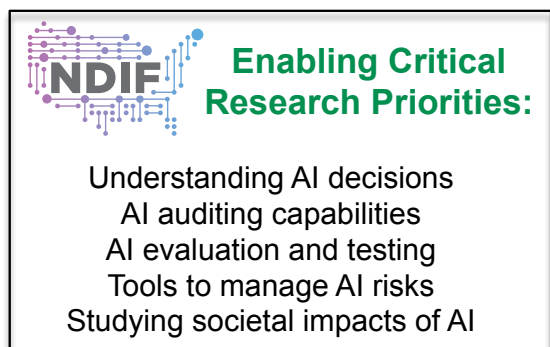 NDIF
Enabling Critical
Research Priorities:
Understanding AI decisions
AI auditing capabilities
AI evaluation and testing
Tools to manage AI risks
Studying societal impacts of AI